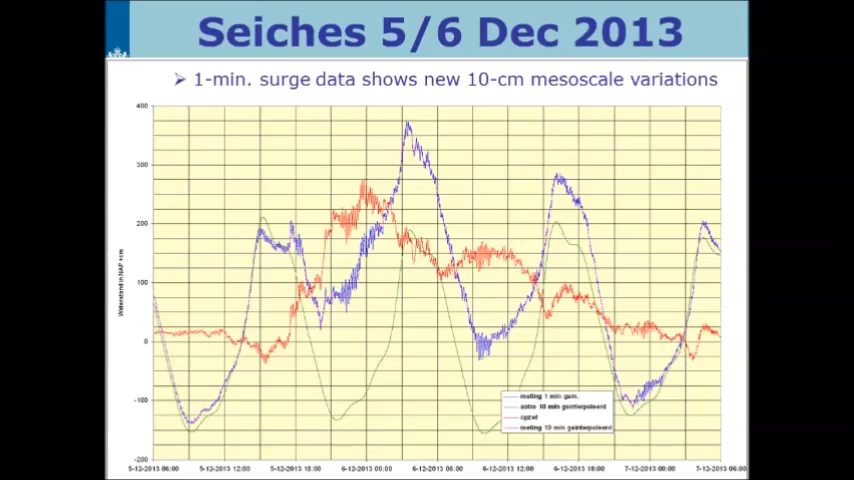 Seiches 5/6 Dec 2013
➢ 1-min. surge data shows new 10-cm mesoscale variations
400
300
200
100
0
-100
-200
Waterstand in NAP +cm
meting 1 min gem.
astro 10 min geinterpoleerd
opzet
meting 10 min geinterpoleerd
5-12-2013 06:00 5-12-2013 12:00 5-12-2013 18:00 6-12-2013 00:00 6-12-2013 06:00 6-12-2013 12:00 6-12-2013 18:00 7-12-2013 00:00 7-12-2013 06:00